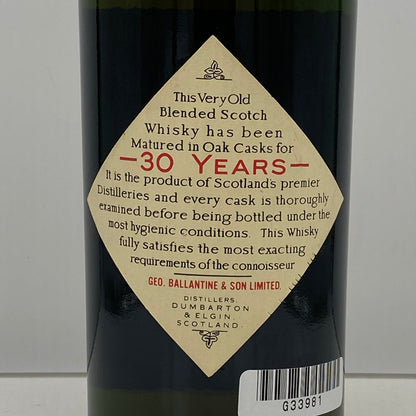 This Very Old
Blended Scotch
Whisky has been
Matured in Oak Casks for
—30 YEARS—
It is the product of Scotland's premier
Distilleries and every cask is thoroughly
examined before being bottled under the
most hygienic conditions. This Whisky
fully satisfies the most exacting
requirements of the connoisseur
GEO. BALLANTINE & SON LIMITED.
DISTILLERS.
DUMBARTON
& ELGIN.
SCOTLAND.
G33981